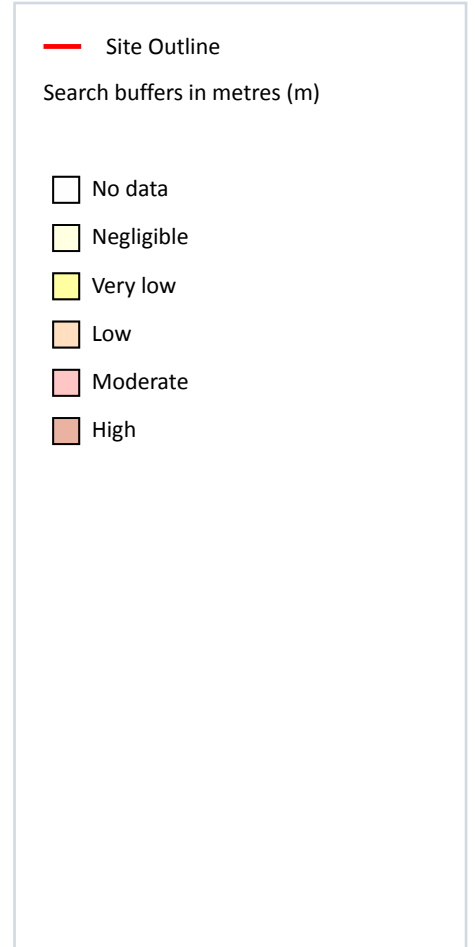 Site Outline
Search buffers in metres (m)
No data
Negligible
Very low
Low
Moderate
High